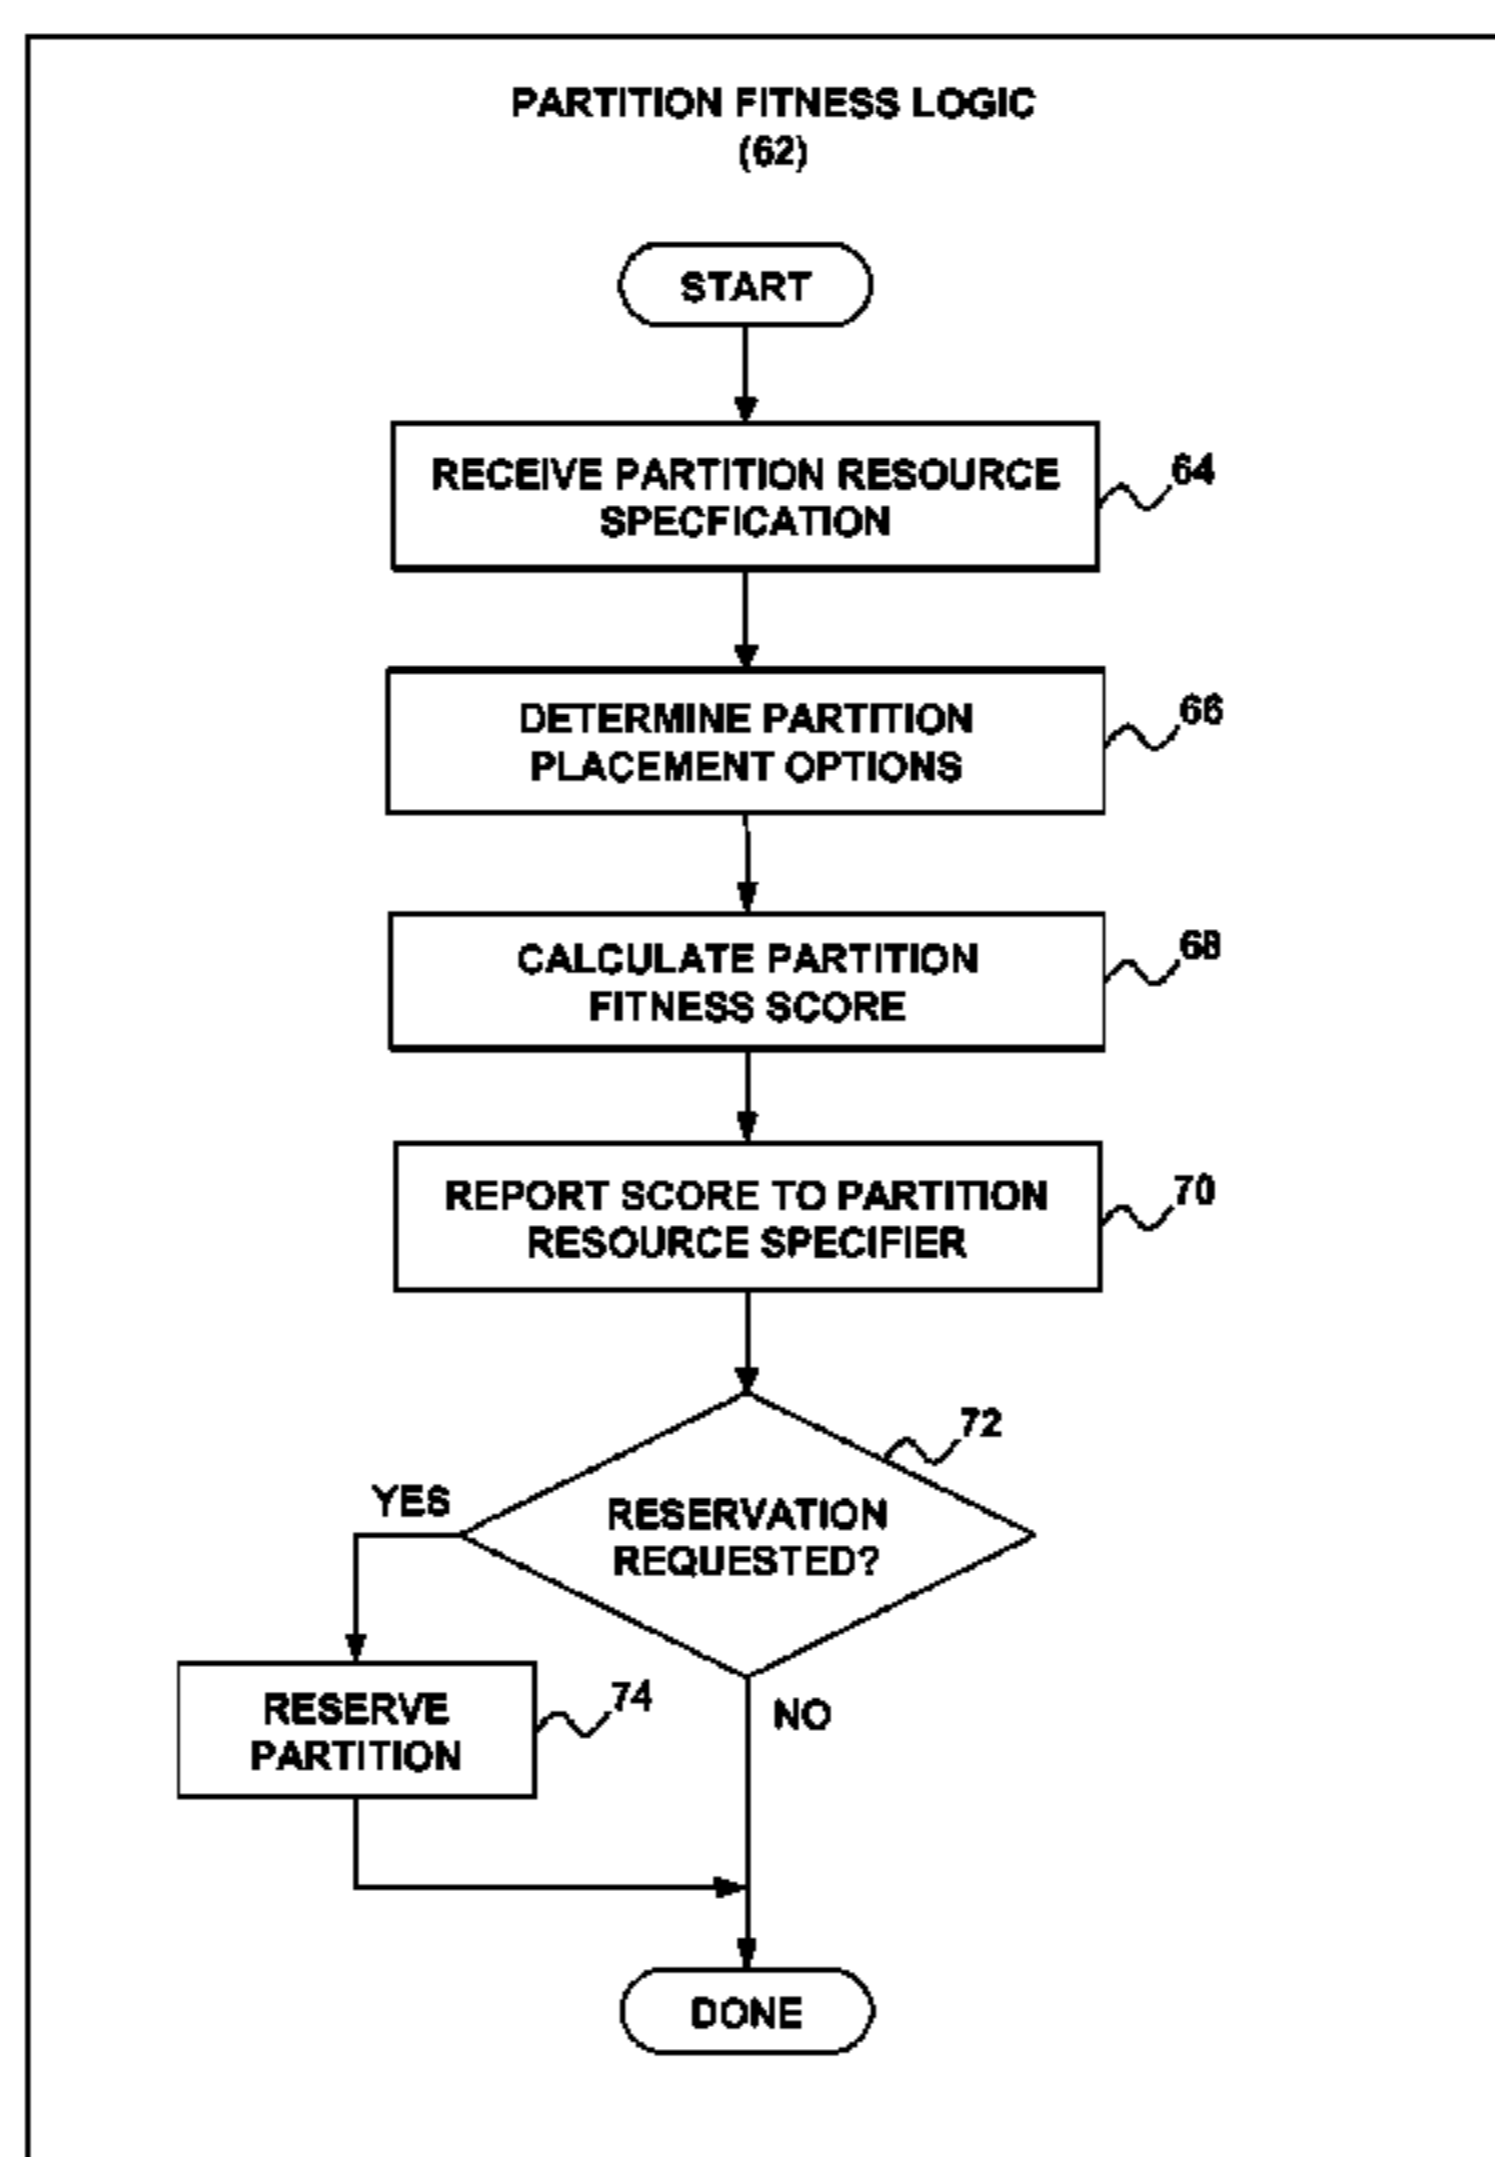 PARTITION FITNESS LOGIC
(62)
START
RECEIVE PARTITION RESOURCE
SPECFICATION
64
DETERMINE PARTITION
PLACEMENT OPTIONS
66
CALCULATE PARTITION
FITNESS SCORE
68
REPORT SCORE TO PARTITION
RESOURCE SPECIFIER
70
72
YES
RESERVATION
REQUESTED?
RESERVE
PARTITION
74
NO
DONE